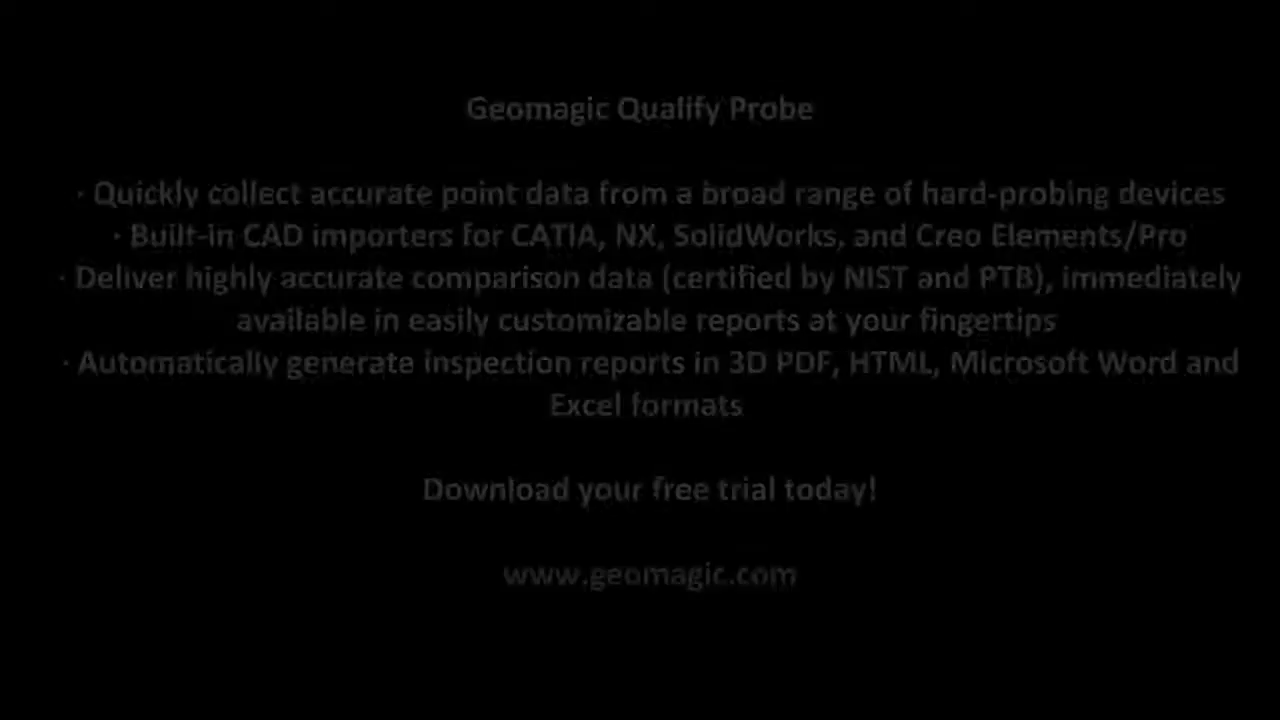 Geomagic Qualify Probe
· Quickly collect accurate point data from a broad range of hard-probing devices
· Built-in CAD importers for CATIA, NX, SolidWorks, and Creo Elements/Pro
· Deliver highly accurate comparison data (certified by NIST and PTB), immediately
available in easily customizable reports at your fingertips
· Automatically generate inspection reports in 3D PDF, HTML, Microsoft Word and
Excel formats
Download your free trial today!
www.geomagic.com